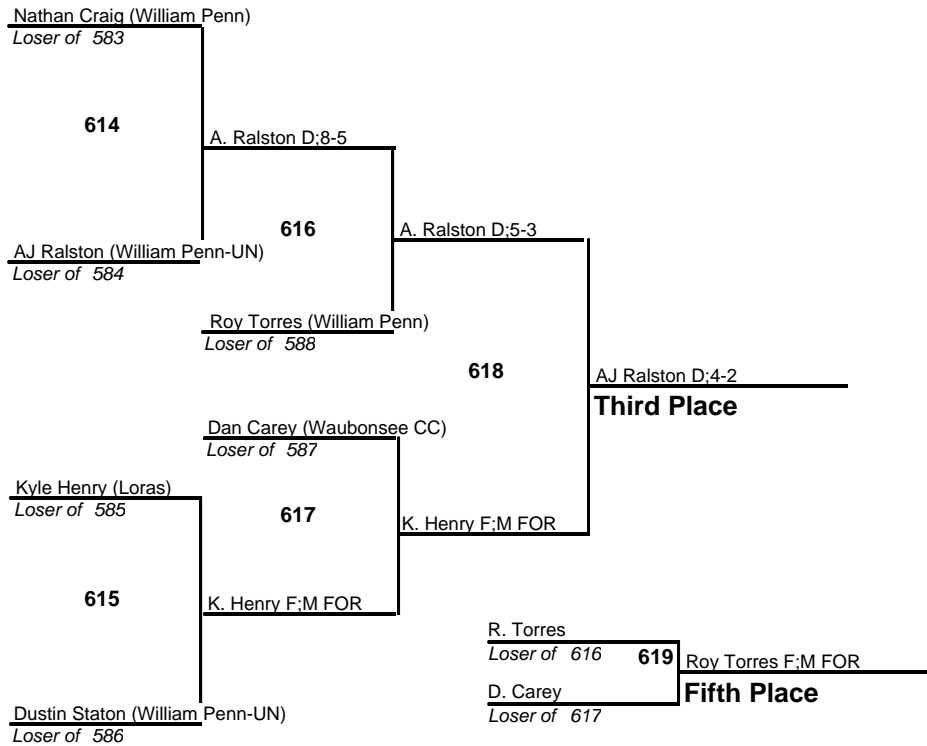 Nathan Craig (William Penn)
Loser of 583
614
A. Ralston D;8-5
616
A. Ralston D;5-3
AJ Ralston (William Penn-UN)
Loser of 584
Roy Torres (William Penn)
Loser of 588
618
AJ Ralston D;4-2
Third Place
Dan Carey (Waubonsee CC)
Loser of 587
Kyle Henry (Loras)
Loser of 585
617
K. Henry F;M FOR
615
K. Henry F;M FOR
R. Torres
Loser of 616
619
Roy Torres F;M FOR
Fifth Place
D. Carey
Loser of 617
Dustin Staton (William Penn-UN)
Loser of 586